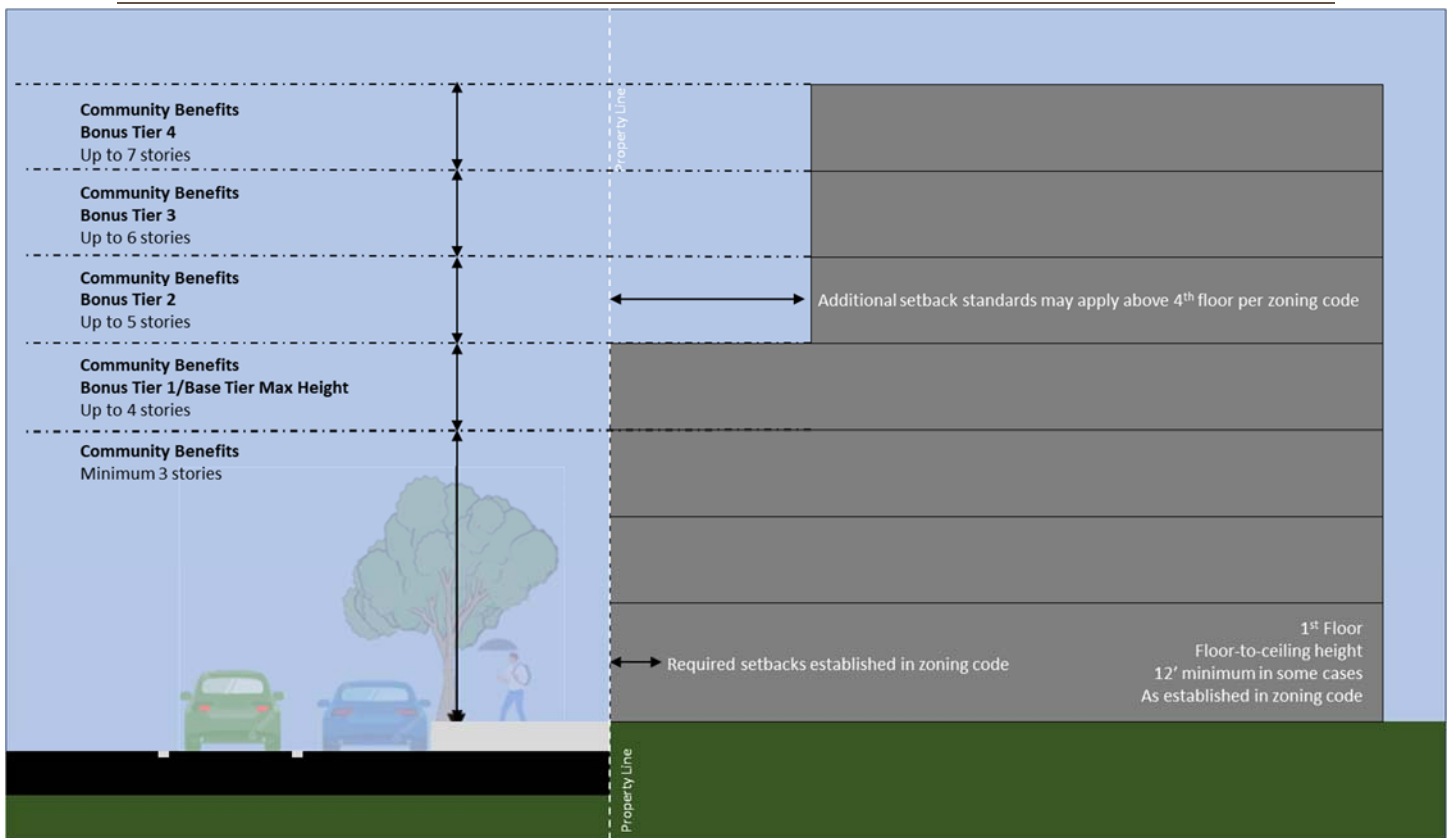 Property Line
Community Benefits
Bonus Tier 4
Up to 7 stories
Community Benefits
Bonus Tier 3
Up to 6 stories
Community Benefits
Bonus Tier 2
Up to 5 stories
Additional setback standards may apply above 4th floor per zoning code
Community Benefits
Bonus Tier 1/Base Tier Max Height
Up to 4 stories
Community Benefits
Minimum 3 stories
Required setbacks established in zoning code
1st Floor
Floor-to-ceiling height
12' minimum in some cases
As established in zoning code
Property Line